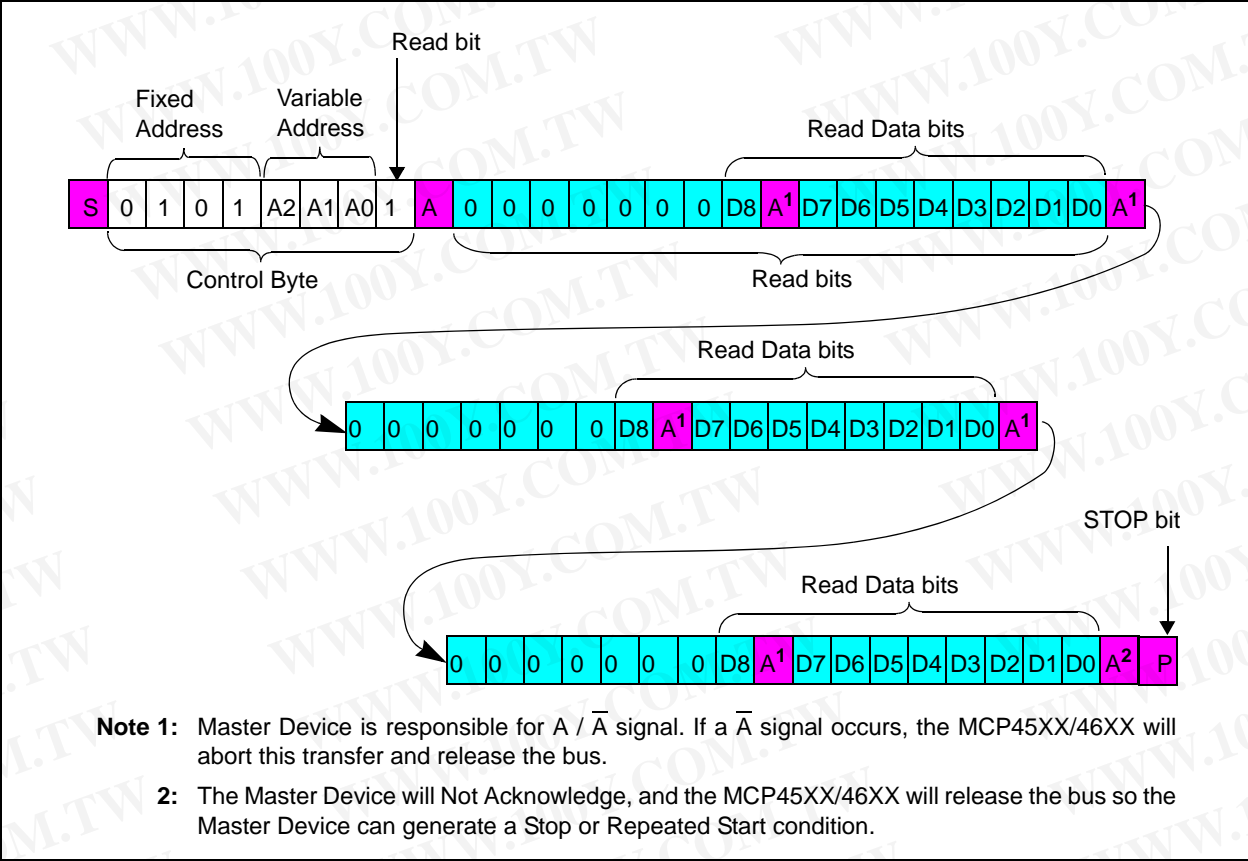 Read bit
Fixed Address
Variable Address
Read Data bits
S 0 1 0 1 A2 A1 A0 1 A 0 0 0 0 0 0 0 D8 A1 D7 D6 D5 D4 D3 D2 D1 D0 A1
Control Byte
Read bits
Read Data bits
0 0 0 0 0 0 0 D8 A1 D7 D6 D5 D4 D3 D2 D1 D0 A1
STOP bit
Read Data bits
0 0 0 0 0 0 0 D8 A1 D7 D6 D5 D4 D3 D2 D1 D0 A2 P
Note 1: Master Device is responsible for A / A̅ signal. If a A̅ signal occurs, the MCP45XX/46XX will
abort this transfer and release the bus.
2: The Master Device will Not Acknowledge, and the MCP45XX/46XX will release the bus so the
Master Device can generate a Stop or Repeated Start condition.
WWW.100Y.COM.TW